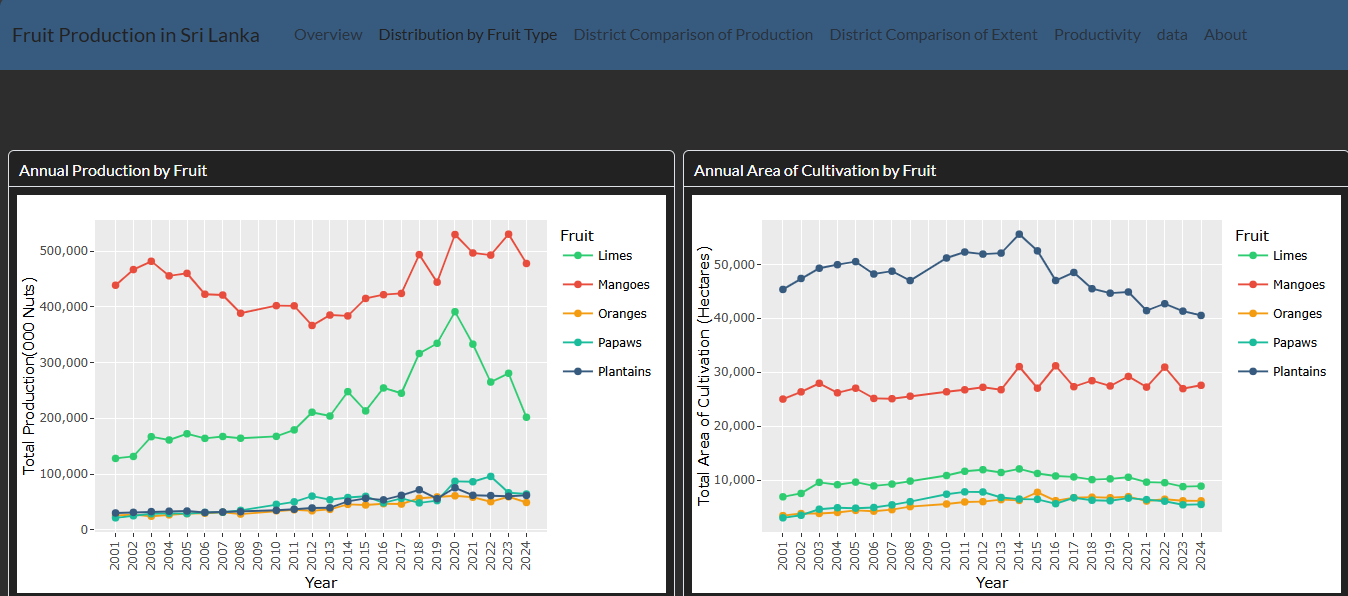 Fruit Production in Sri Lanka Overview Distribution by Fruit Type District Comparison of Production District Comparison of Extent Productivity data About
Annual Production by Fruit
Total Production(000 Nuts)
500,000
400,000
300,000
200,000
100,000
0
2001 2002 2003 2004 2005 2006 2007 2008 2009 2010 2011 2012 2013 2014 2015 2016 2017 2018 2019 2020 2021 2022 2023 2024
Year
Fruit
Limes
Mangoes
Oranges
Papaws
Plantains
Annual Area of Cultivation by Fruit
Total Area of Cultivation (Hectares)
50,000
40,000
30,000
20,000
10,000
2001 2002 2003 2004 2005 2006 2007 2008 2009 2010 2011 2012 2013 2014 2015 2016 2017 2018 2019 2020 2021 2022 2023 2024
Year
Fruit
Limes
Mangoes
Oranges
Papaws
Plantains